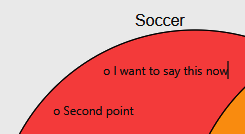 Soccer
o I want to say this now
o Second point